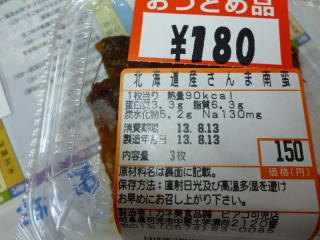 おつとめ品
¥180
北海道産さんま南蛮
1枚当り 熱量90kcal
蛋白質3.3g 脂質6.3g
炭水化物5.2g Na130mg
消費期限 13.8.13
製造年月日 13.8.13
内容量 3枚
150
価格(円)
原材料名は裏面に記載。
保存方法:直射日光及び高温多湿を避け
お早めにお召し上がり下さい。